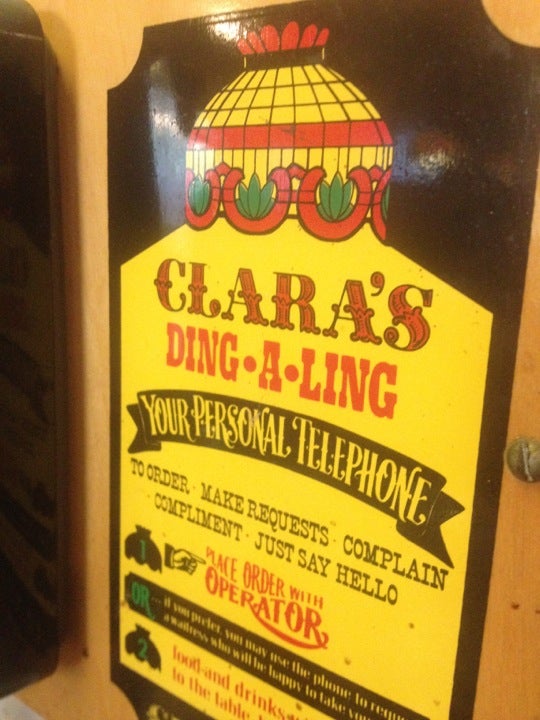 CLARA'S
DING•A•LING
YOUR PERSONAL TELEPHONE
TO ORDER · MAKE REQUESTS · COMPLAIN
COMPLIMENT · JUST SAY HELLO
1
PLACE ORDER WITH
OPERATOR
OR... if you prefer, you may use the phone to
a waitress who will be happy to take
2
food and drinks
to the table